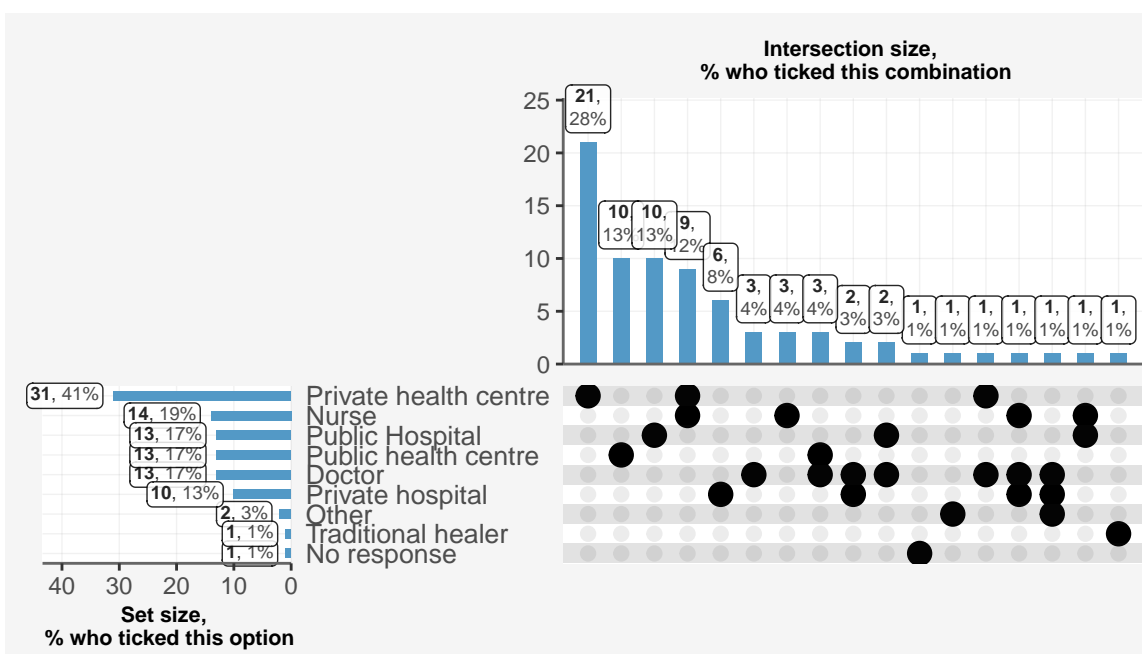 Intersection size,
% who ticked this combination
25
20
15
10
5
0
21,
28%
10,
13%
10,
13%
9,
12%
6,
8%
3,
4%
3,
4%
3,
4%
2,
3%
2,
3%
1,
1%
1,
1%
1,
1%
1,
1%
1,
1%
1,
1%
1,
1%
31, 41% Private health centre
14, 19% Nurse
13, 17% Public Hospital
13, 17% Public health centre
13, 17% Doctor
10, 13% Private hospital
2, 3% Other
1, 1% Traditional healer
1, 1% No response
40 30 20 10 0
Set size,
% who ticked this option